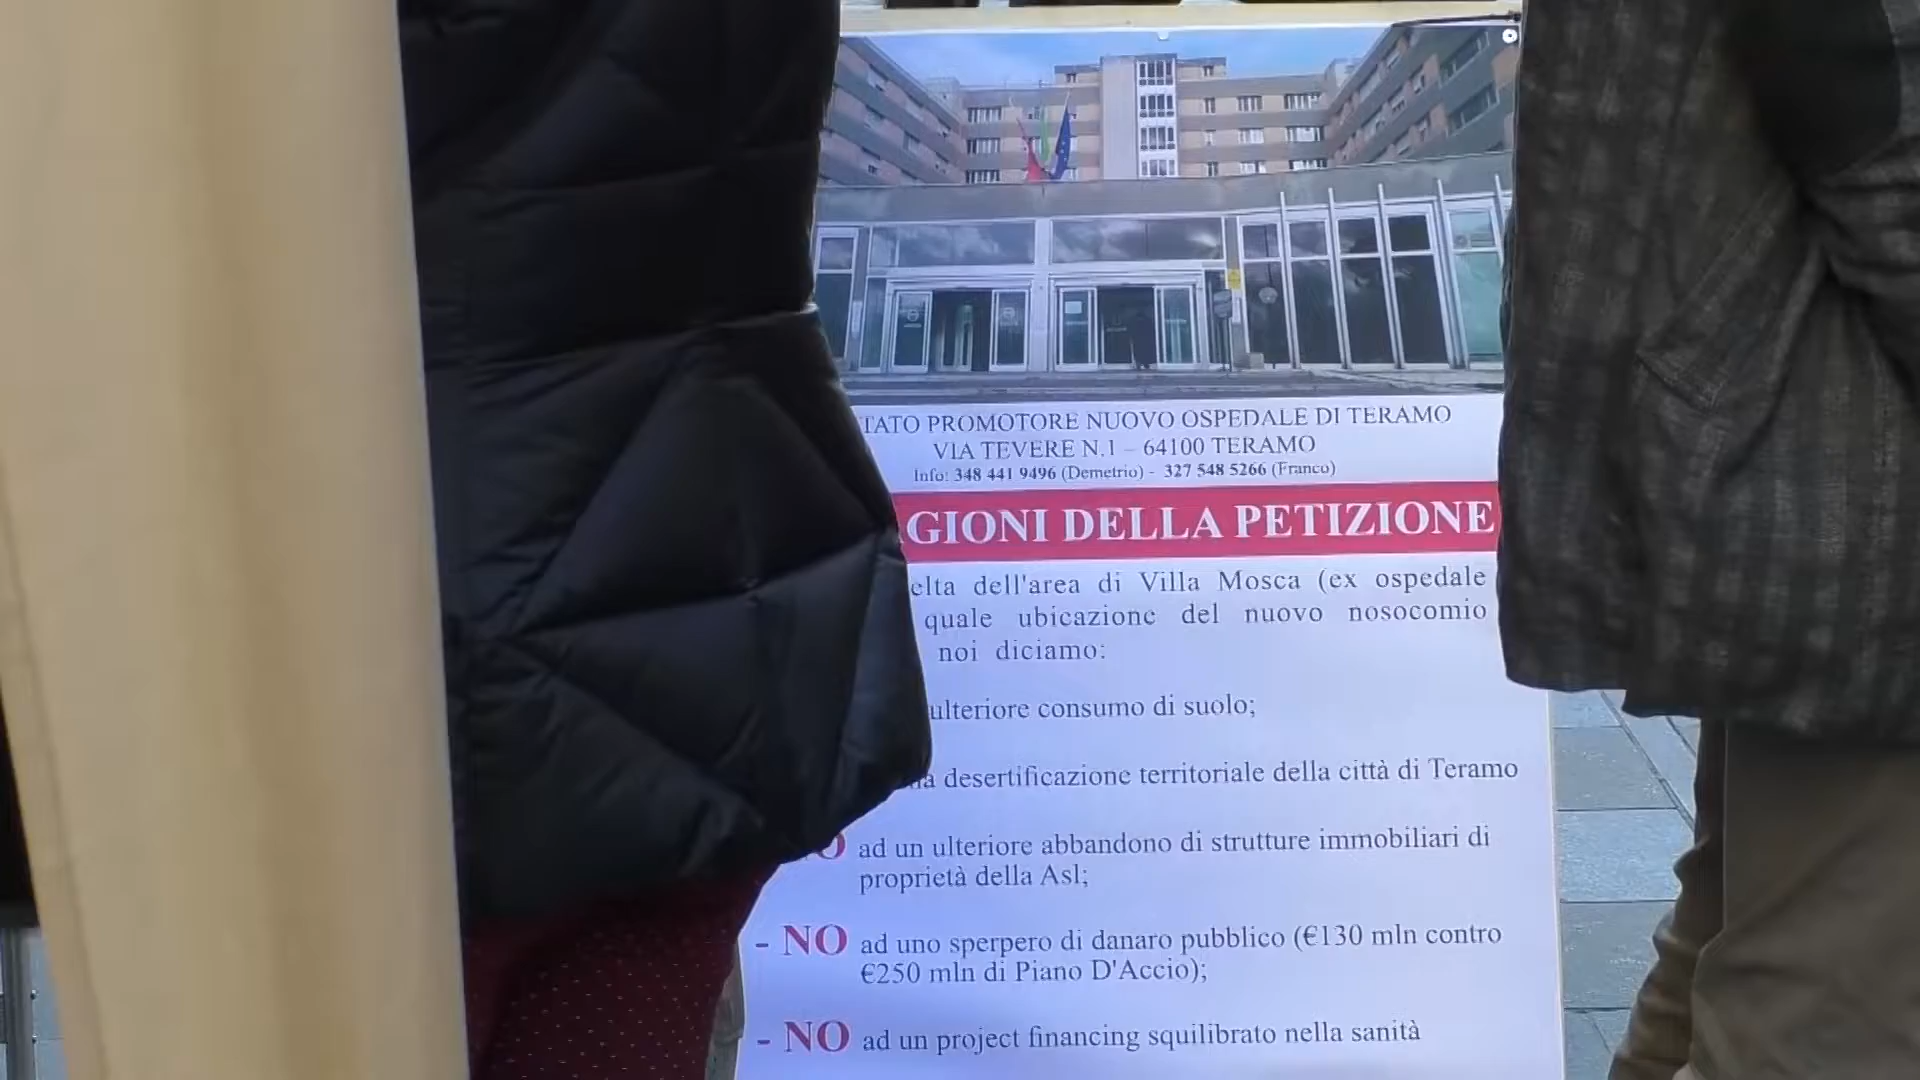 PROMOTORE NUOVO OSPEDALE DI TERAMO
VIA TEVERE N.1 – 64100 TERAMO
Info: 348 441 9496 (Demetrio) - 327 548 5266 (Franco)
DELLA PETIZIONE
dell'area di Villa Mosca (ex ospedale
quale ubicazione del nuovo nosocomio
noi diciamo:
ulteriore consumo di suolo;
desertificazione territoriale della città di Teramo
ad un ulteriore abbandono di strutture immobiliari di
proprietà della Asl;
- NO ad uno sperpero di danaro pubblico (€130 mln contro
€250 mln di Piano D'Accio);
- NO ad un project financing squilibrato nella sanità